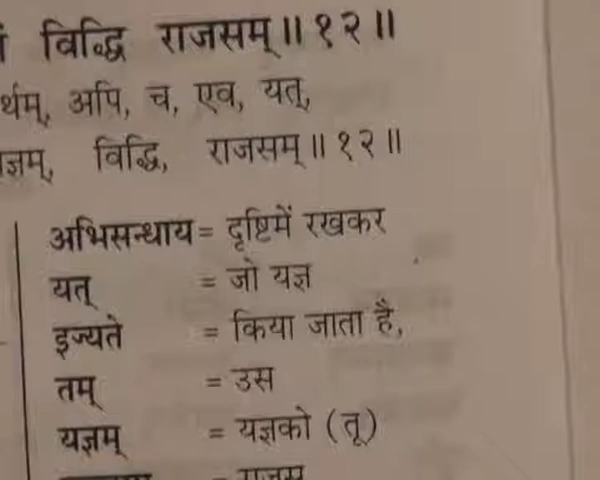 विद्धि राजसम् ॥ १२ ॥
र्थम्, अपि, च, एव, यत्,
ज्ञम्, विद्धि, राजसम् ॥ १२ ॥
अभिसन्धाय = दृष्टिमें रखकर
यत् = जो यज्ञ
इज्यते = किया जाता है,
तम् = उस
यज्ञम् = यज्ञको (तू)